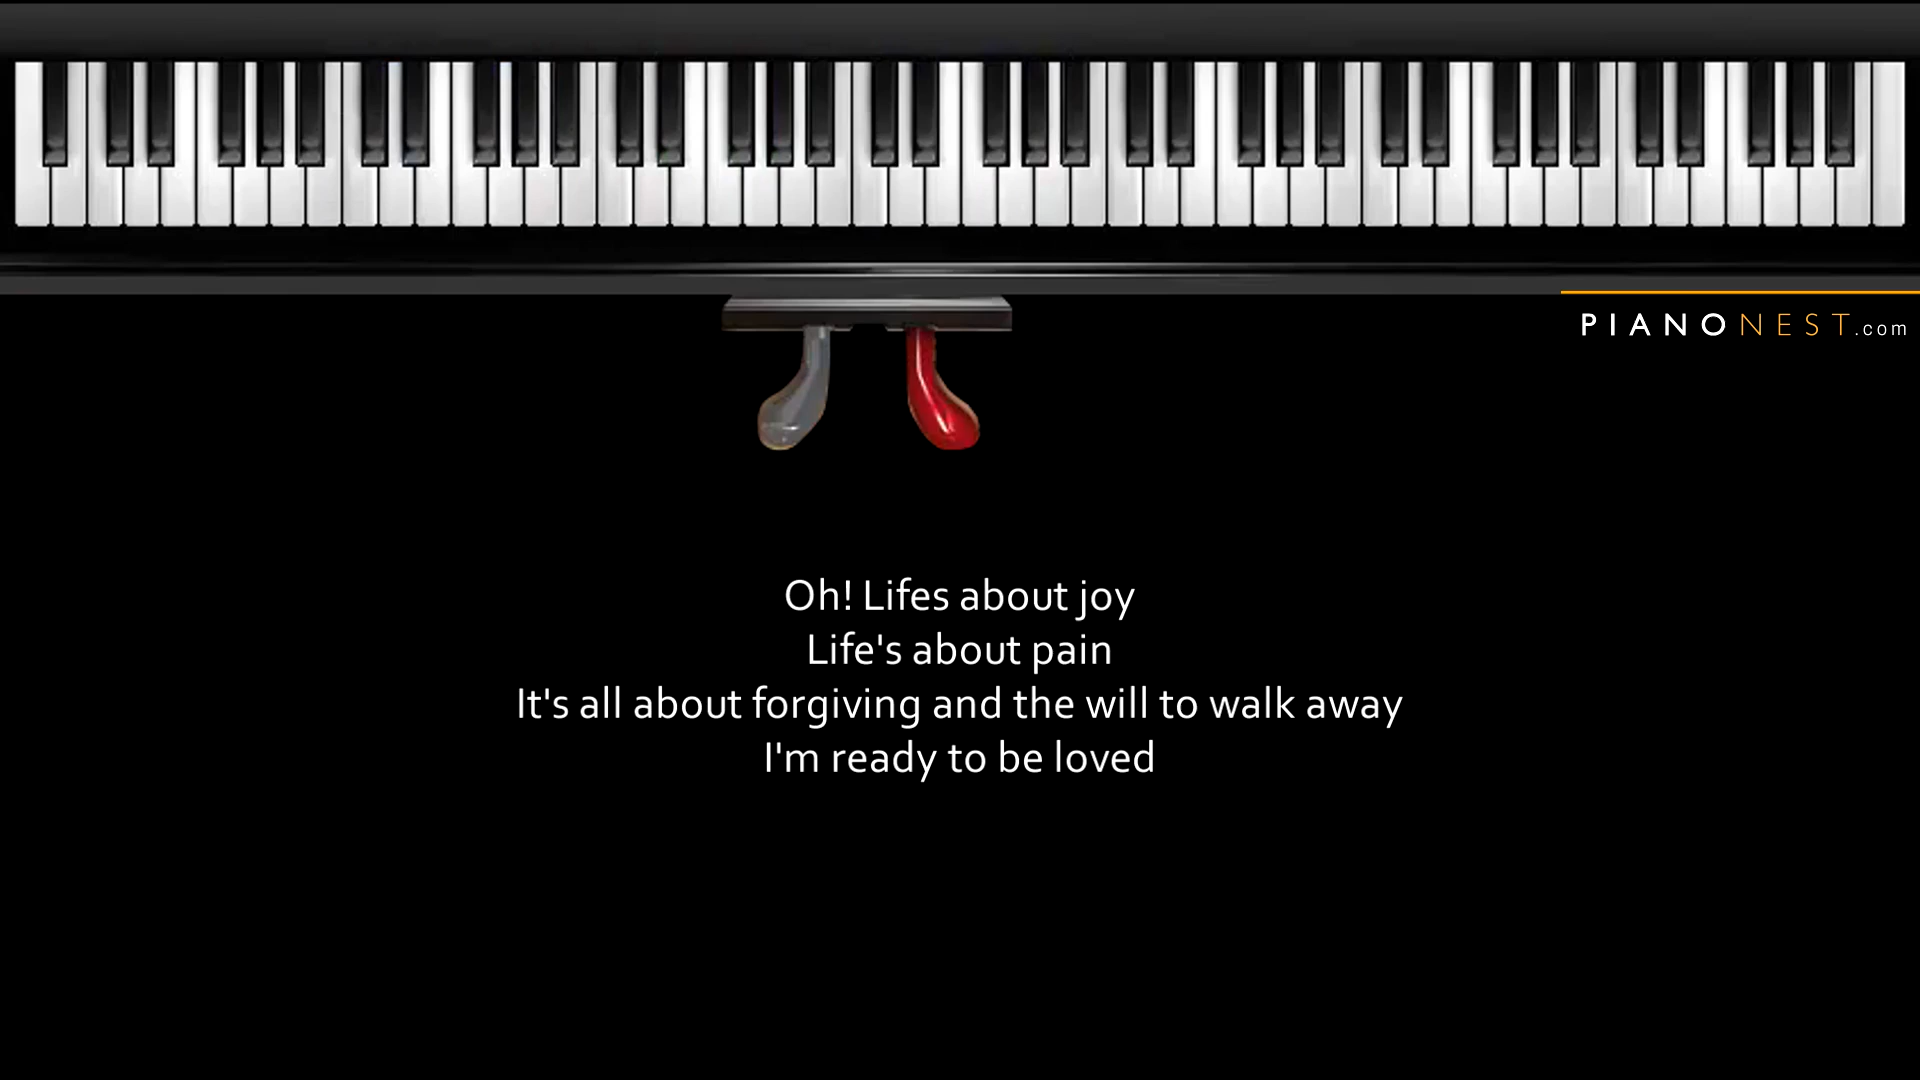 PIANONEST.com
Oh! Lifes about joy
Life's about pain
It's all about forgiving and the will to walk away
I'm ready to be loved